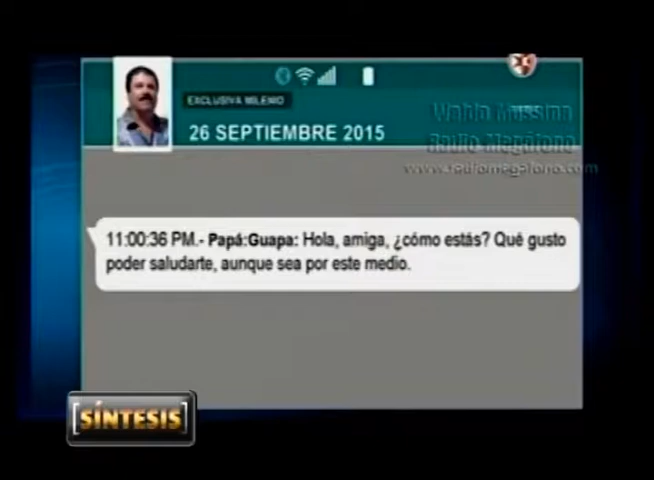 EXCLUSIVA MILENIO
26 SEPTIEMBRE 2015
Waldo Mussina
Radio Megáfono
www.radiomegafono.com
11:00:36 PM.- Papá:Guapa: Hola, amiga, ¿cómo estás? Qué gusto
poder saludarte, aunque sea por este medio.
[SÍNTESIS]